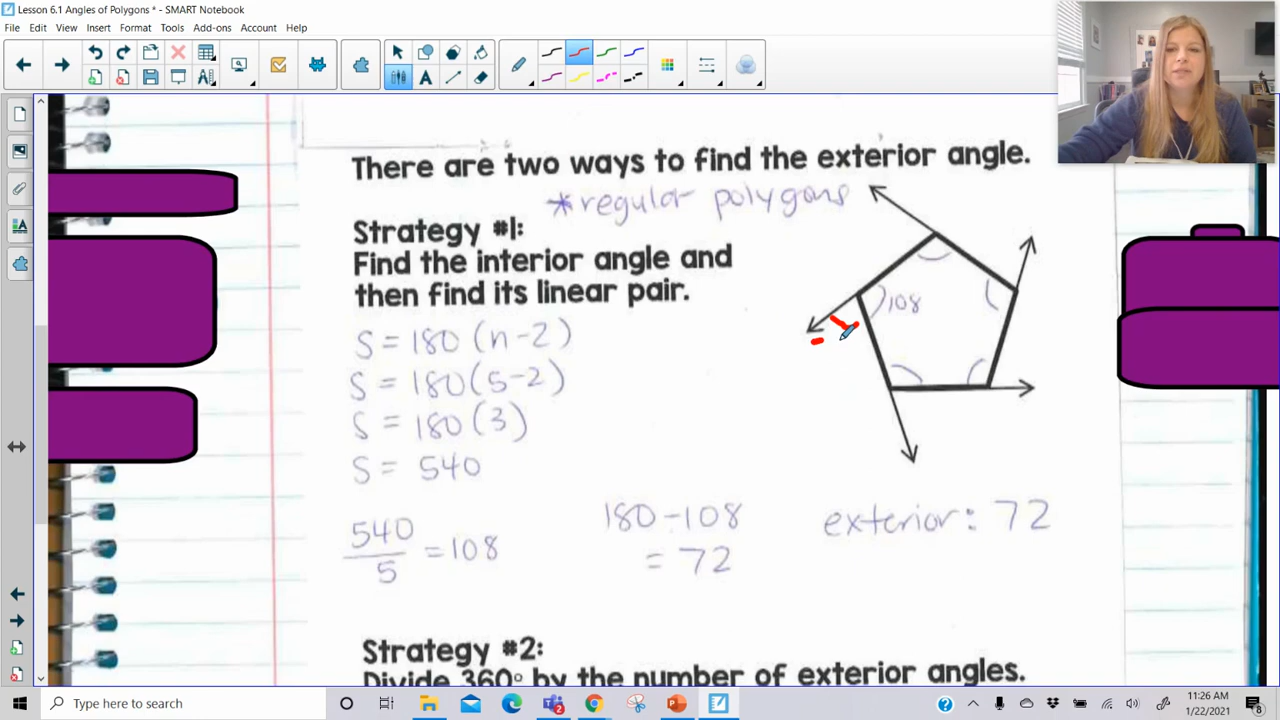 Lesson 6.1 Angles of Polygons * - SMART Notebook
File Edit View Insert Format Tools Add-ons Account Help
There are two ways to find the exterior angle.
*regular polygons
Strategy #1:
Find the interior angle and
then find its linear pair.
108
S = 180 (n-2)
S = 180(5-2)
S = 180(3)
S = 540
540/5 = 108
180-108
= 72
exterior: 72
Strategy #2:
Divide 360° by the number of exterior angles.
Type here to search
11:26 AM
1/22/2021